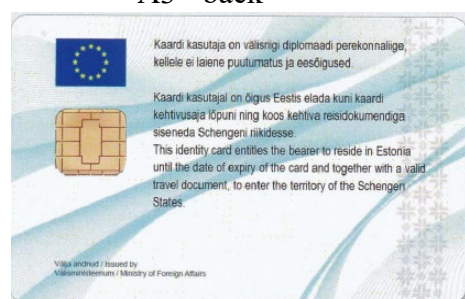 A3 - back
Kaardi kasutaja on välisriigi diplomaadi perekonnaliige,
kellele ei laiene puutumatus ja eesõigused.
Kaardi kasutajal on õigus Eestis elada kuni kaardi
kehtivusaja lõpuni ning koos kehtiva reisidokumendiga
siseneda Schengeni riikidesse.
This identity card entitles the bearer to reside in Estonia
until the date of expiry of the card and together with a valid
travel document, to enter the territory of the Schengen
States.
Välja andnud / Issued by
Välisministeerium / Ministry of Foreign Affairs